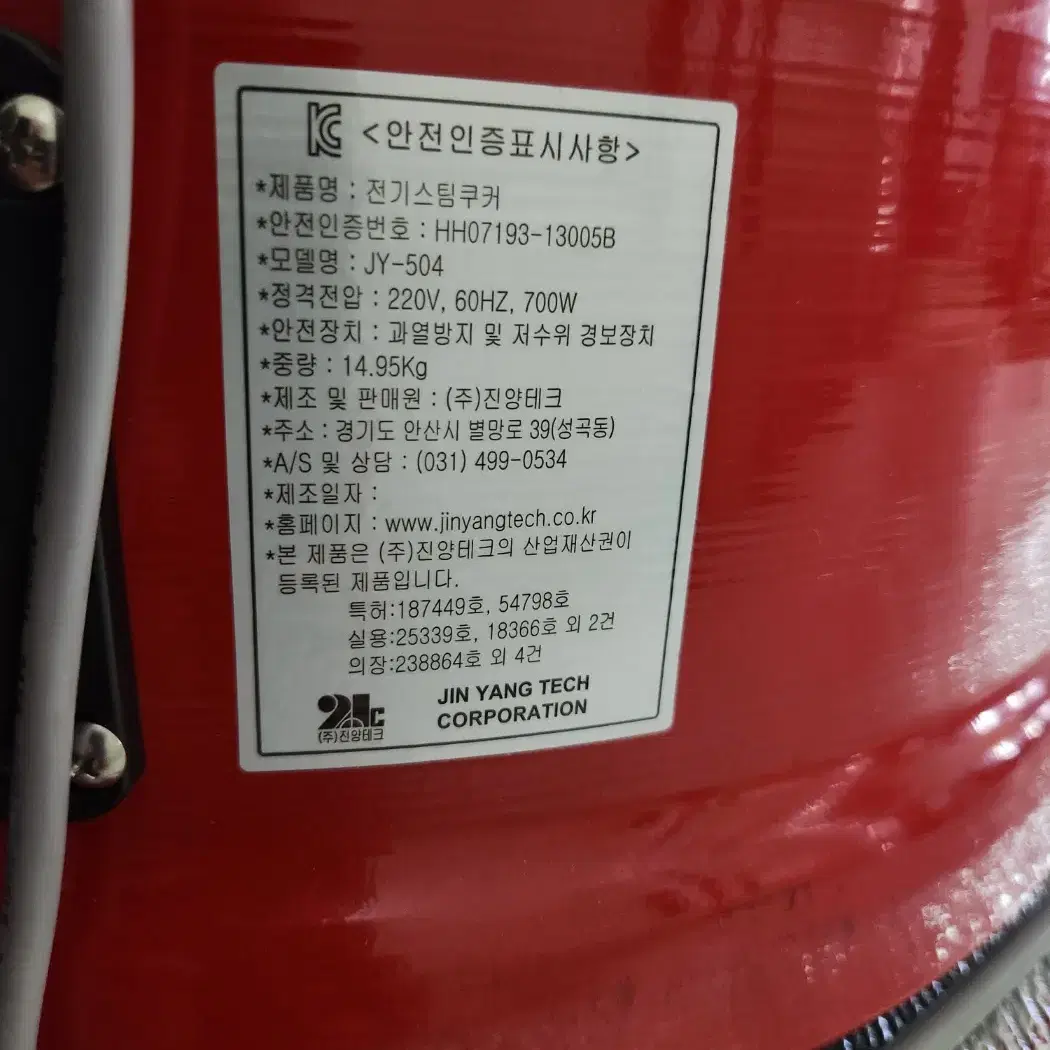 <안전인증표시사항>
*제품명 : 전기스팀쿠커
*안전인증번호 : HH07193-13005B
*모델명 : JY-504
*정격전압 : 220V, 60HZ, 700W
*안전장치 : 과열방지 및 저수위 경보장치
*중량 : 14.95Kg
*제조 및 판매원 : (주)진양테크
*주소 : 경기도 안산시 별망로 39(성곡동)
*A/S 및 상담 : (031) 499-0534
*제조일자 :
*홈페이지 : www.jinyangtech.co.kr
*본 제품은 (주)진양테크의 산업재산권이
등록된 제품입니다.
특허:187449호, 54798호
실용:25339호, 18366호 외 2건
의장:238864호 외 4건
JIN YANG TECH
CORPORATION
(주)진양테크